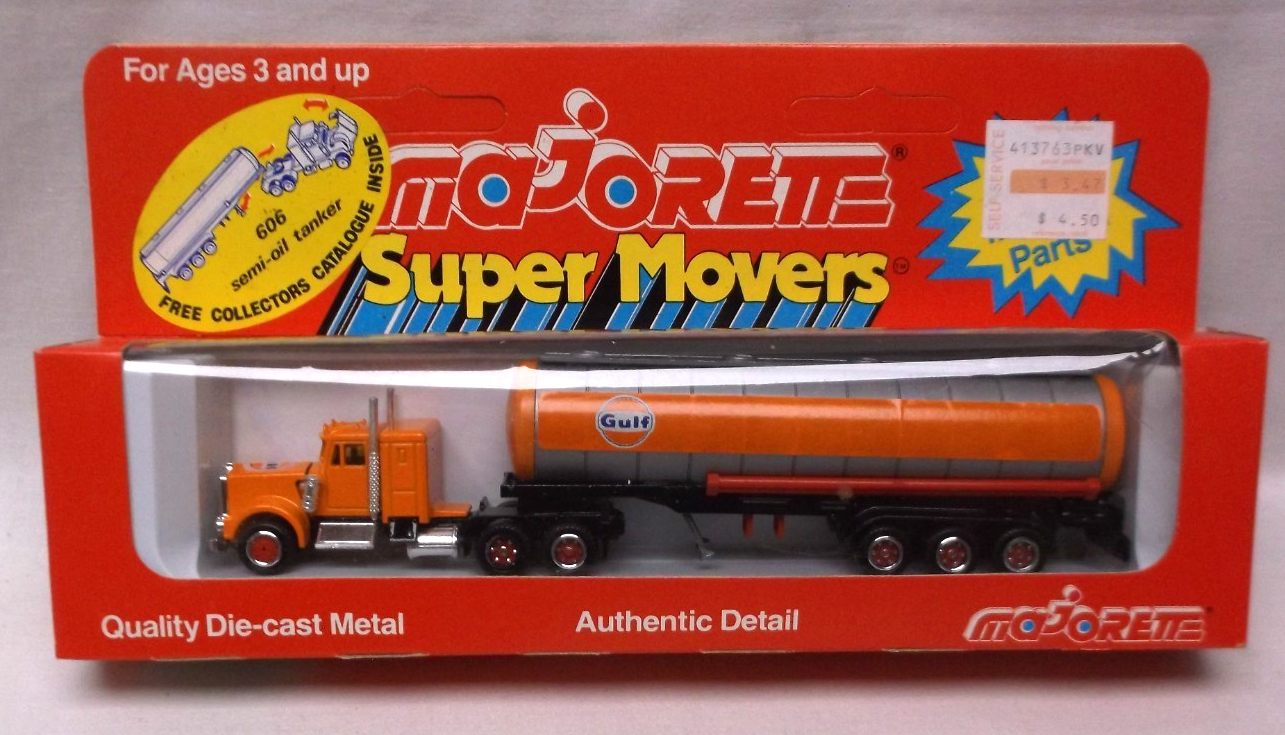 For Ages 3 and up
606
semi-oil tanker
FREE COLLECTORS CATALOGUE INSIDE
MAJORETTE ®
Super Movers TM
SELF-SERVICE
413763PKV
$ 3.47
$ 4.50
Parts
Gulf
Quality Die-cast Metal
Authentic Detail
MAJORETTE